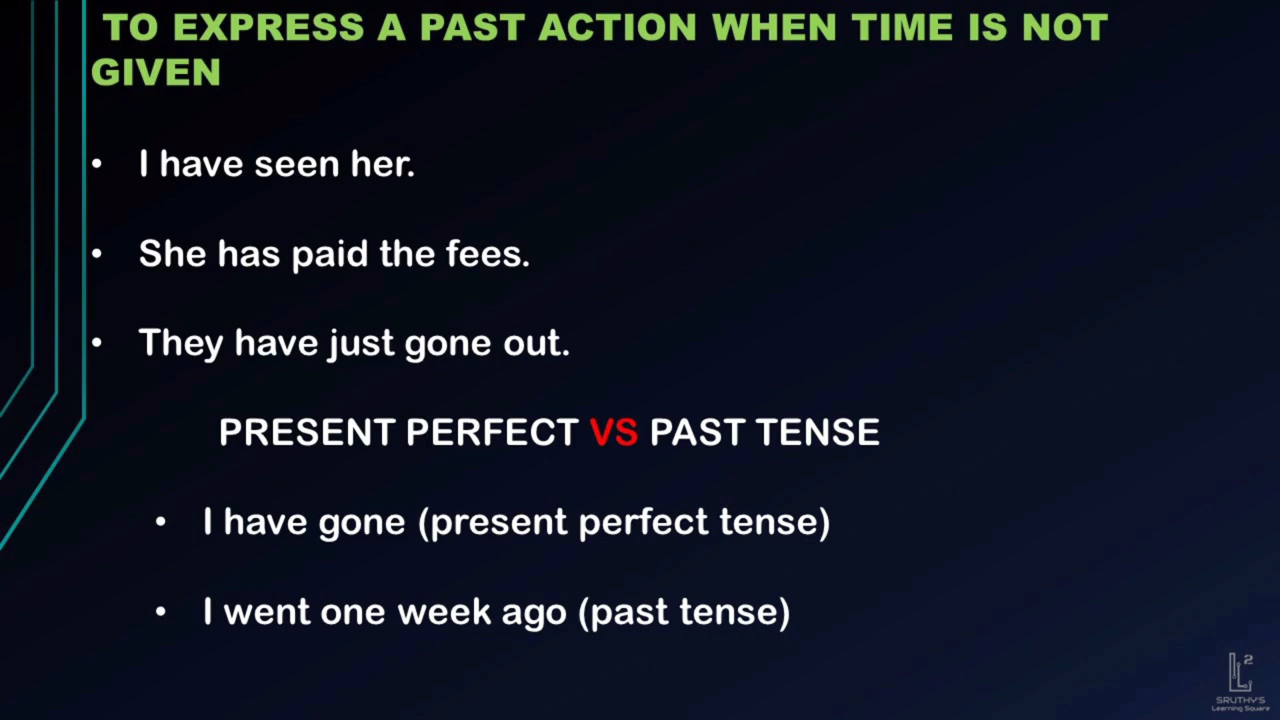 TO EXPRESS A PAST ACTION WHEN TIME IS NOT
GIVEN
• I have seen her.
• She has paid the fees.
• They have just gone out.
PRESENT PERFECT VS PAST TENSE
• I have gone (present perfect tense)
• I went one week ago (past tense)
L2
SRUTHY'S
Learning Square